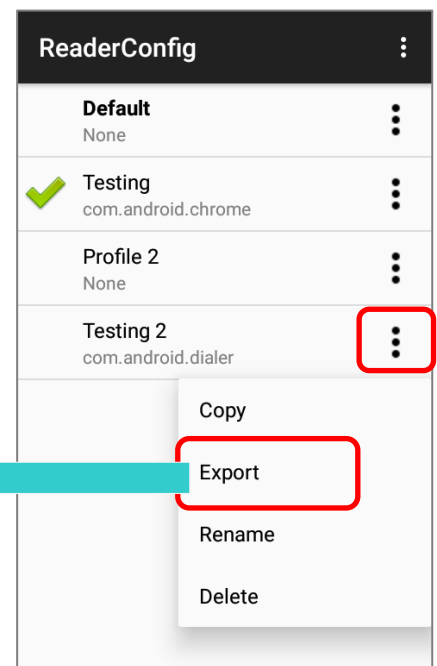 ReaderConfig
Default
None
Testing
com.android.chrome
Profile 2
None
Testing 2
com.android.dialer
Copy
Export
Rename
Delete